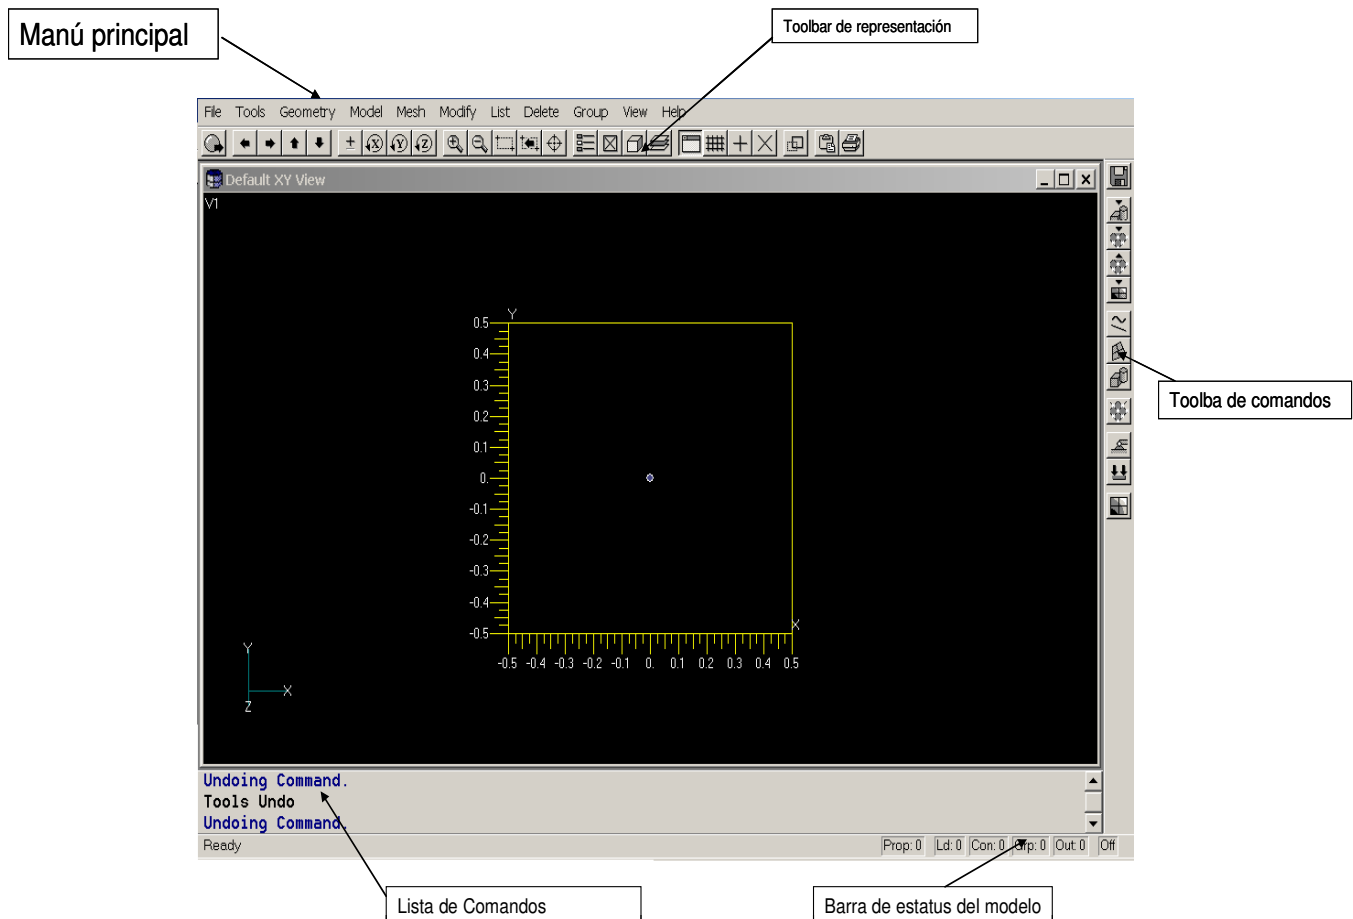 Manú principal
Toolbar de representación
File Tools Geometry Model Mesh Modify List Delete Group View Help
Default XY View
V1
Y
0.5
0.4
0.3
0.2
0.1
0.
-0.1
-0.2
-0.3
-0.4
-0.5
X
-0.5 -0.4 -0.3 -0.2 -0.1 0. 0.1 0.2 0.3 0.4 0.5
Y
X
Z
Toolba de comandos
Undoing Command.
Tools Undo
Undoing Command.
Ready Prop: 0 Ld: 0 Con: 0 Grp: 0 Out: 0 Off
Lista de Comandos
Barra de estatus del modelo